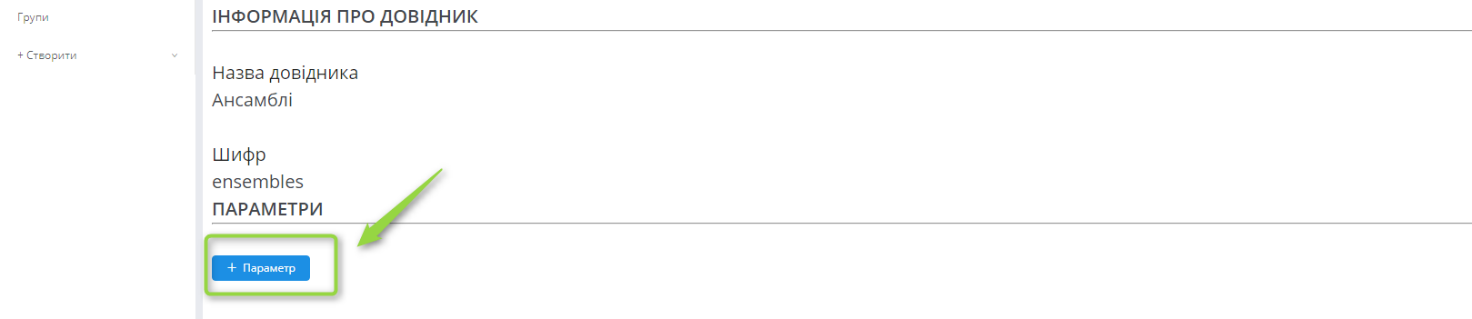 Групи
+ Створити
ІНФОРМАЦІЯ ПРО ДОВІДНИК
Назва довідника
Ансамблі
Шифр
ensembles
ПАРАМЕТРИ
+ Параметр